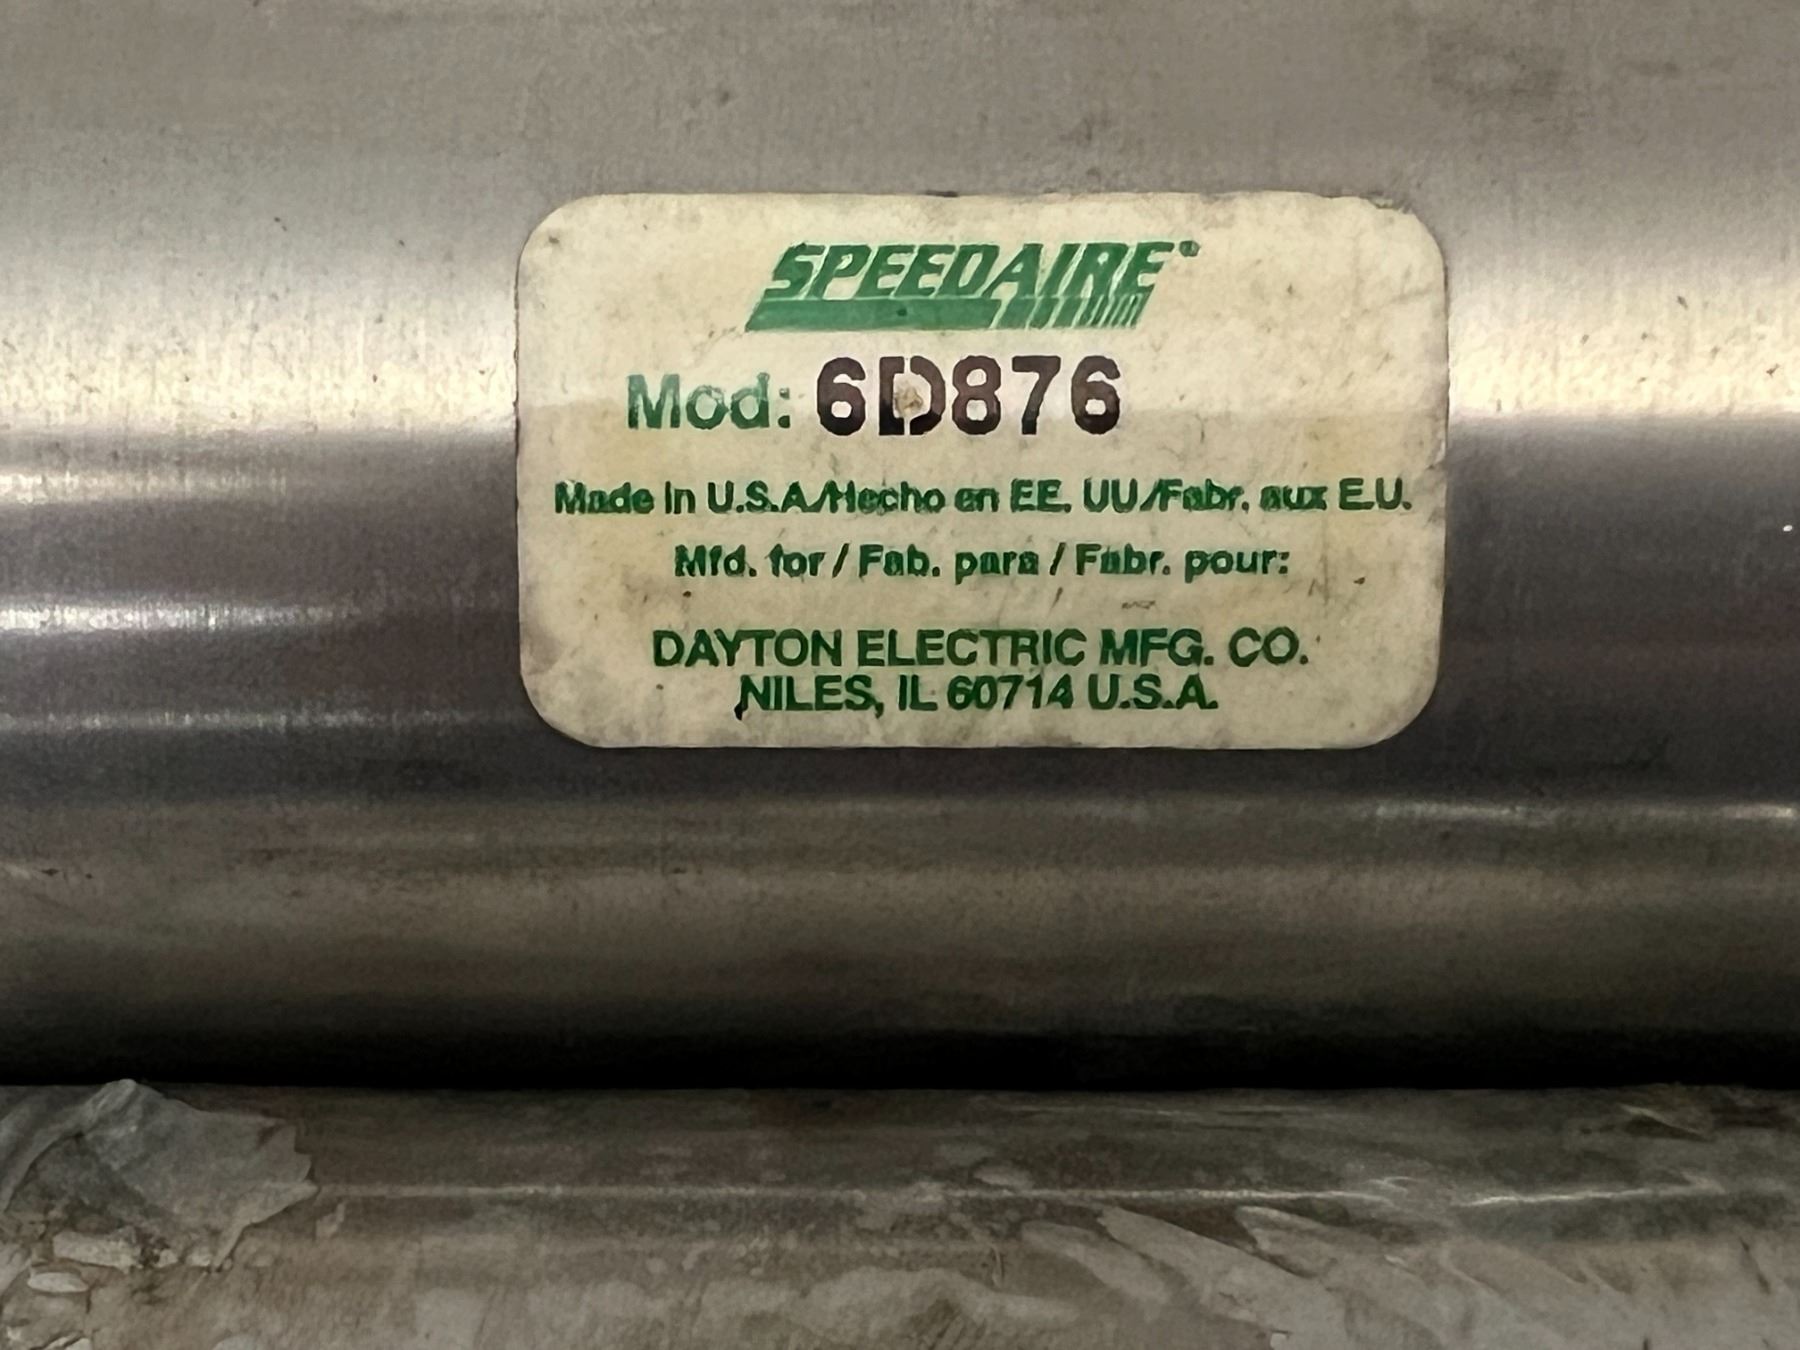 SPEEDAIRE®
Mod: 6D876
Made in U.S.A./Hecho en EE. UU./Fabr. aux E.U.
Mfd. for / Fab. para / Fabr. pour:
DAYTON ELECTRIC MFG. CO.
NILES, IL 60714 U.S.A.